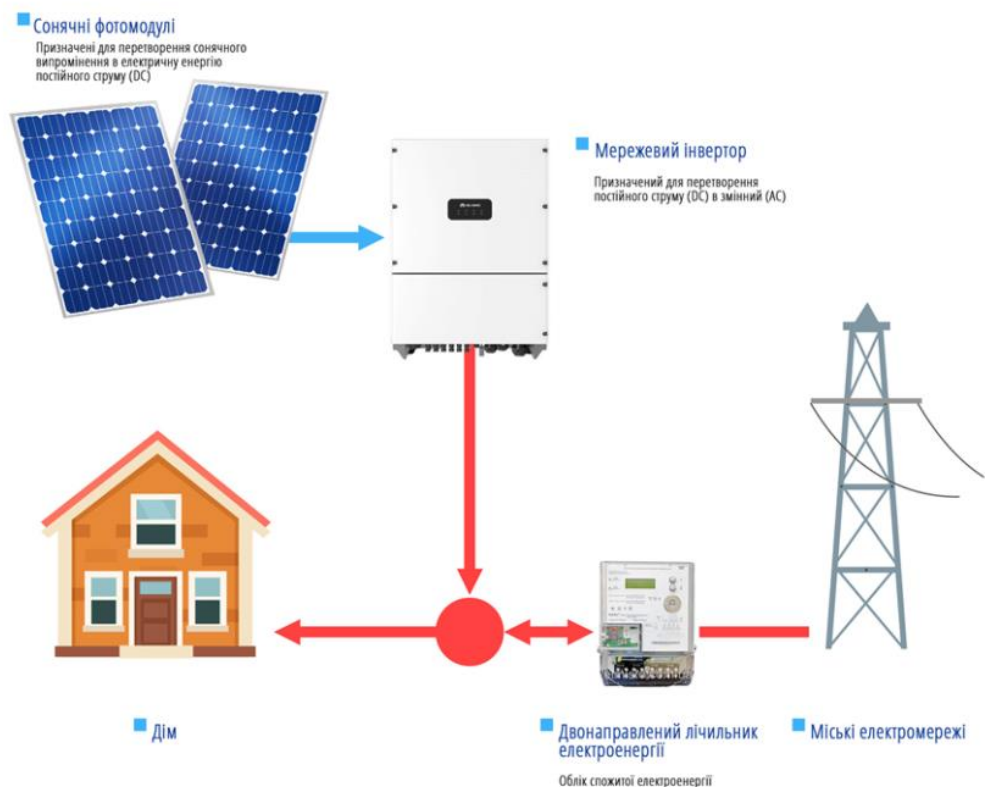 Сонячні фотомодулі
Призначені для перетворення сонячного
випромінення в електричну енергію
постійного струму (DC)
Мережевий інвертор
Призначений для перетворення
постійного струму (DC) в змінний (AC)
Дім
Двонаправлений лічильник
електроенергії
Облік спожитої електроенергії
Міські електромережі